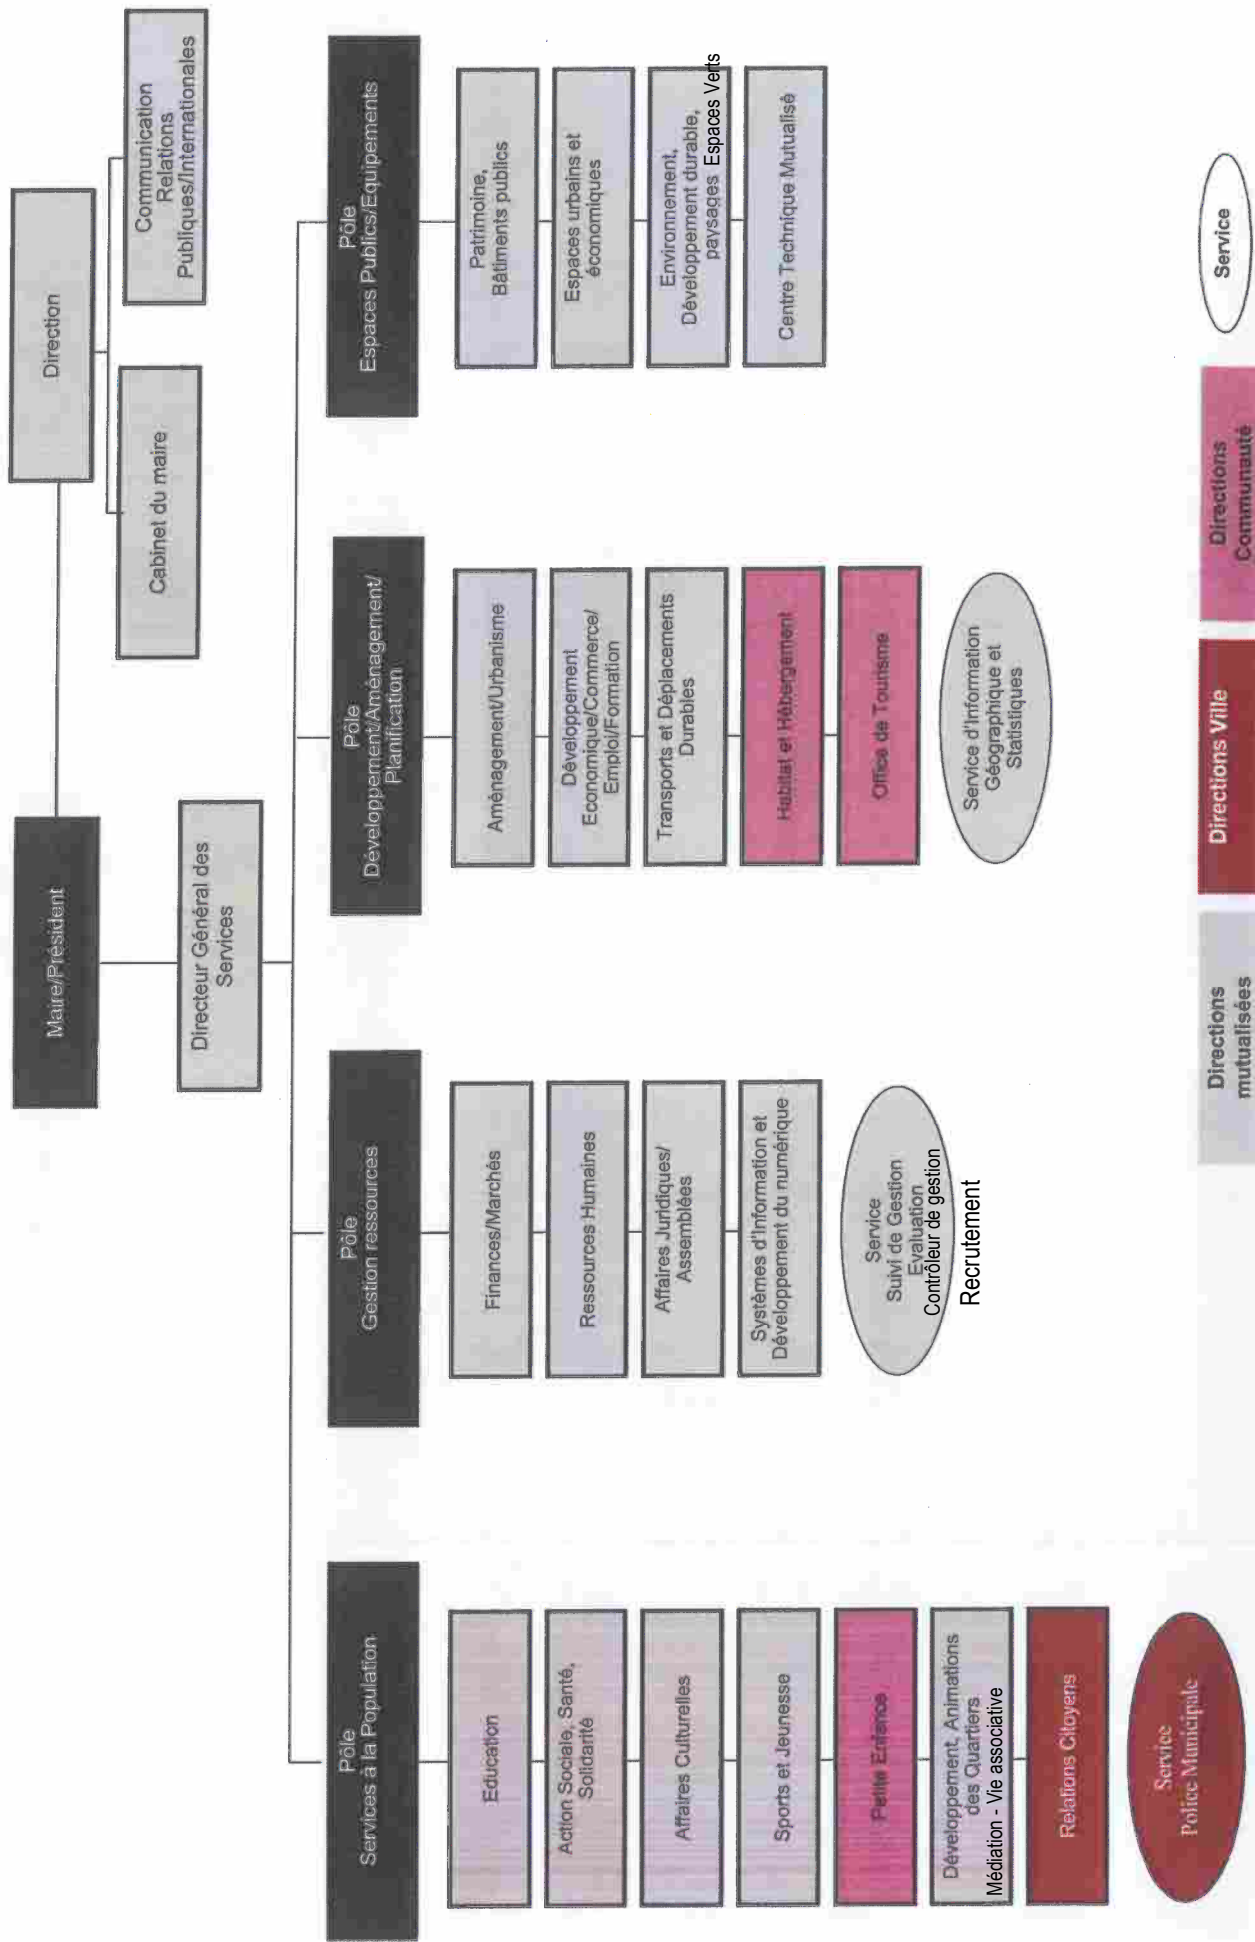 Maire/Président
Direction
Cabinet du maire
Communication
Relations
Publiques/Internationales
Directeur Général des
Services
Pôle
Services à la Population
Education
Action Sociale, Santé,
Solidarité
Affaires Culturelles
Sports et Jeunesse
Petite Enfance
Développement, Animations
des Quartiers
Médiation - Vie associative
Relations Citoyens
Service
Police Municipale
Pôle
Gestion ressources
Finances/Marchés
Ressources Humaines
Affaires Juridiques/
Assemblées
Systèmes d'Information et
Développement du numérique
Service
Suivi de Gestion
Evaluation
Contrôleur de gestion
Recrutement
Pôle
Développement/Aménagement/
Planification
Aménagement/Urbanisme
Développement
Economique/Commerce/
Emploi/Formation
Transports et Déplacements
Durables
Habitat et Hébergement
Office de Tourisme
Service d'Information
Géographique et
Statistiques
Pôle
Espaces Publics/Equipements
Patrimoine,
Bâtiments publics
Espaces urbains et
économiques
Environnement,
Développement durable,
paysages Espaces Verts
Centre Technique Mutualisé
Directions
mutualisées
Directions Ville
Directions
Communauté
Service